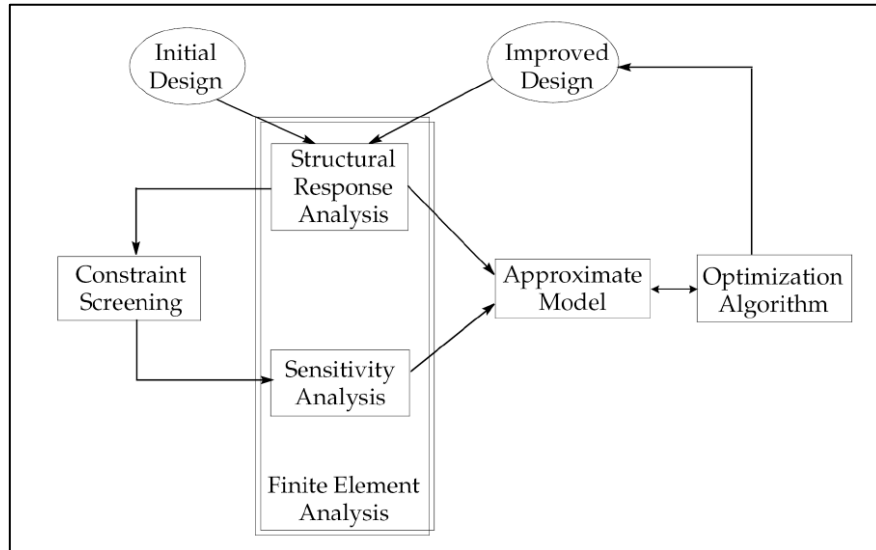 Initial
Design
Improved
Design
Structural
Response
Analysis
Constraint
Screening
Approximate
Model
Optimization
Algorithm
Sensitivity
Analysis
Finite Element
Analysis